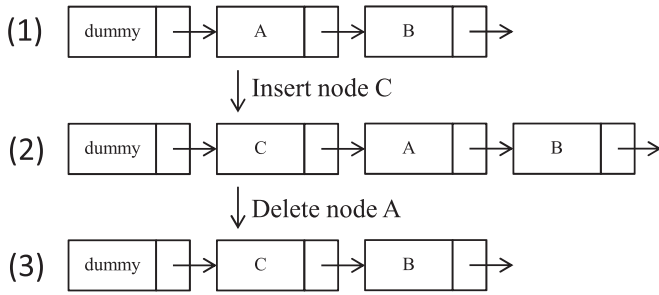 (1) dummy A B
Insert node C
(2) dummy C A B
Delete node A
(3) dummy C B